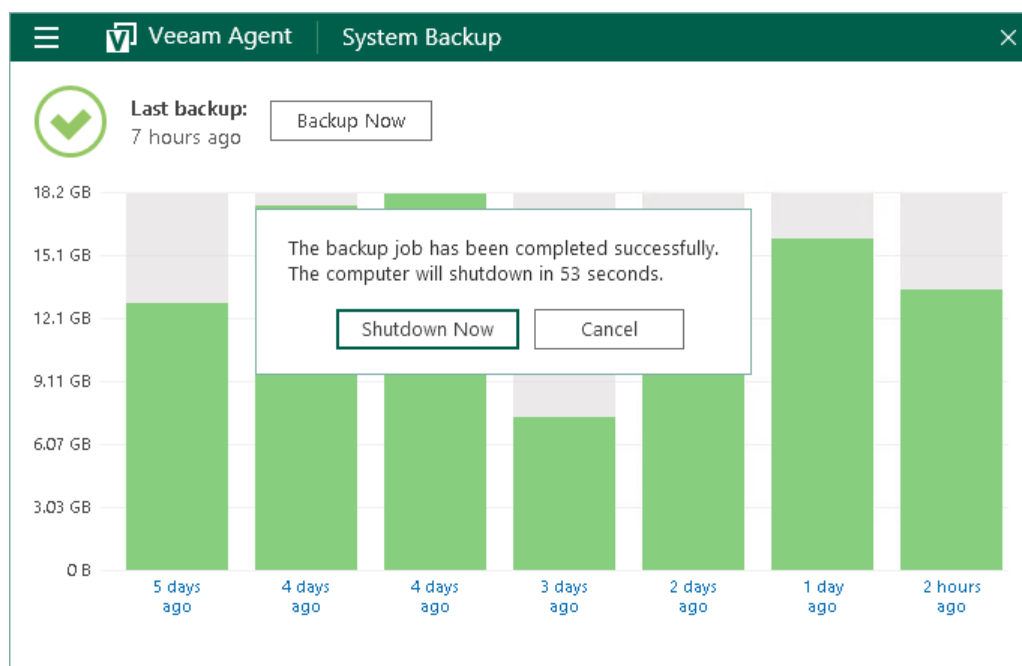 Veeam Agent System Backup
Last backup:
7 hours ago
Backup Now
18.2 GB
15.1 GB
12.1 GB
9.11 GB
6.07 GB
3.03 GB
0 B
The backup job has been completed successfully.
The computer will shutdown in 53 seconds.
Shutdown Now Cancel
5 days 4 days 4 days 3 days 2 days 1 day 2 hours
ago ago ago ago ago ago ago